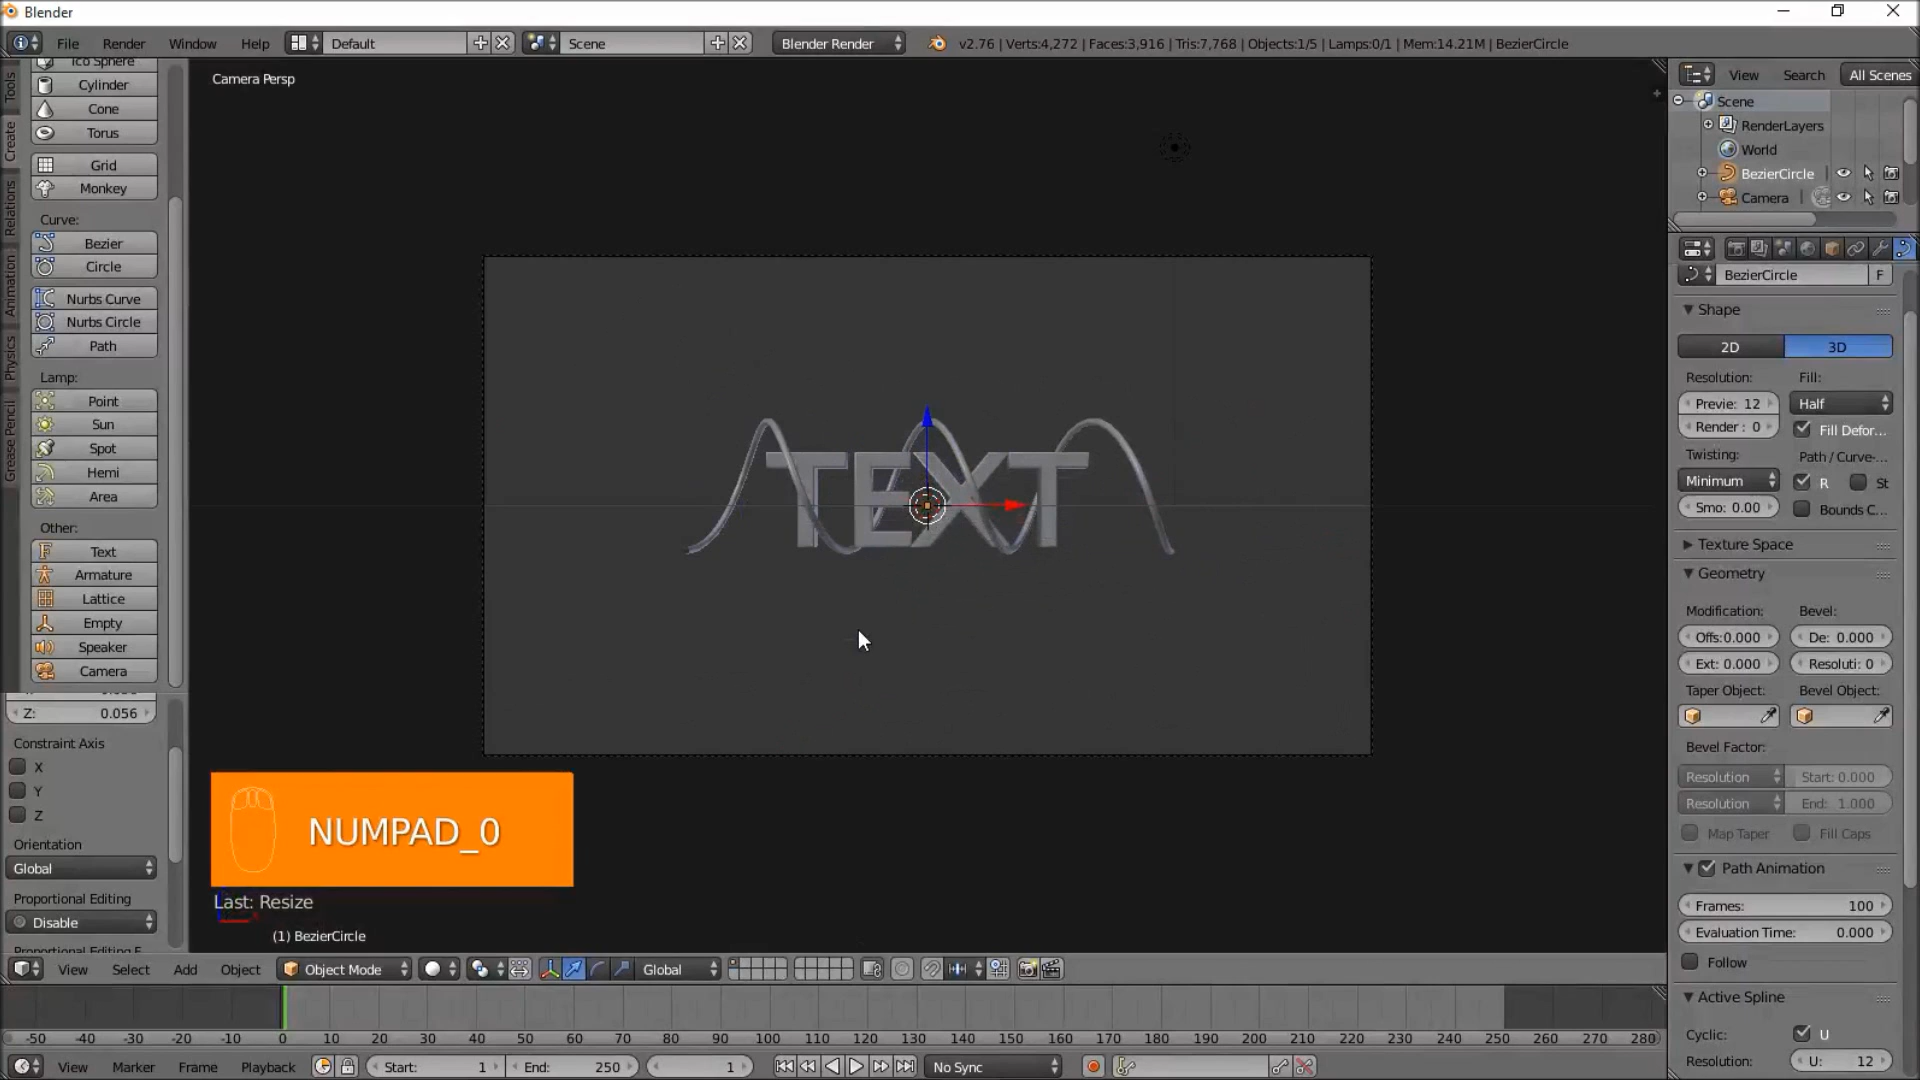 Blender
File Render Window Help Default Scene Blender Render v2.76 | Verts:4,272 | Faces:3,916 | Tris:7,768 | Objects:1/5 | Lamps:0/1 | Mem:14.21M | BezierCircle
Tools
Create
Relations
Animation
Physics
Grease Pencil
Ico Sphere
Cylinder
Cone
Torus
Grid
Monkey
Curve:
Bezier
Circle
Nurbs Curve
Nurbs Circle
Path
Lamp:
Point
Sun
Spot
Hemi
Area
Other:
Text
Armature
Lattice
Empty
Speaker
Camera
Z: 0.056
Constraint Axis
X
Y
Z
Orientation
Global
Proportional Editing
Disable
Camera Persp
TEXT
NUMPAD_0
Last: Resize
(1) BezierCircle
View Search All Scenes
Scene
RenderLayers
World
BezierCircle
Camera
BezierCircle F
Shape
2D 3D
Resolution: Fill:
Previe: 12 Half
Render : 0 Fill Defor...
Twisting: Path / Curve-...
Minimum R St
Smo: 0.00 Bounds C...
Texture Space
Geometry
Modification: Bevel:
Offs:0.000 De: 0.000
Ext: 0.000 Resoluti: 0
Taper Object: Bevel Object:
Bevel Factor:
Resolution Start: 0.000
Resolution End: 1.000
Map Taper Fill Caps
Path Animation
Frames: 100
Evaluation Time: 0.000
Follow
Active Spline
Cyclic: U
Resolution: U: 12
View Select Add Object Object Mode Global
-50 -40 -30 -20 -10 0 10 20 30 40 50 60 70 80 90 100 110 120 130 140 150 160 170 180 190 200 210 220 230 240 250 260 270 280
View Marker Frame Playback Start: 1 End: 250 1 No Sync